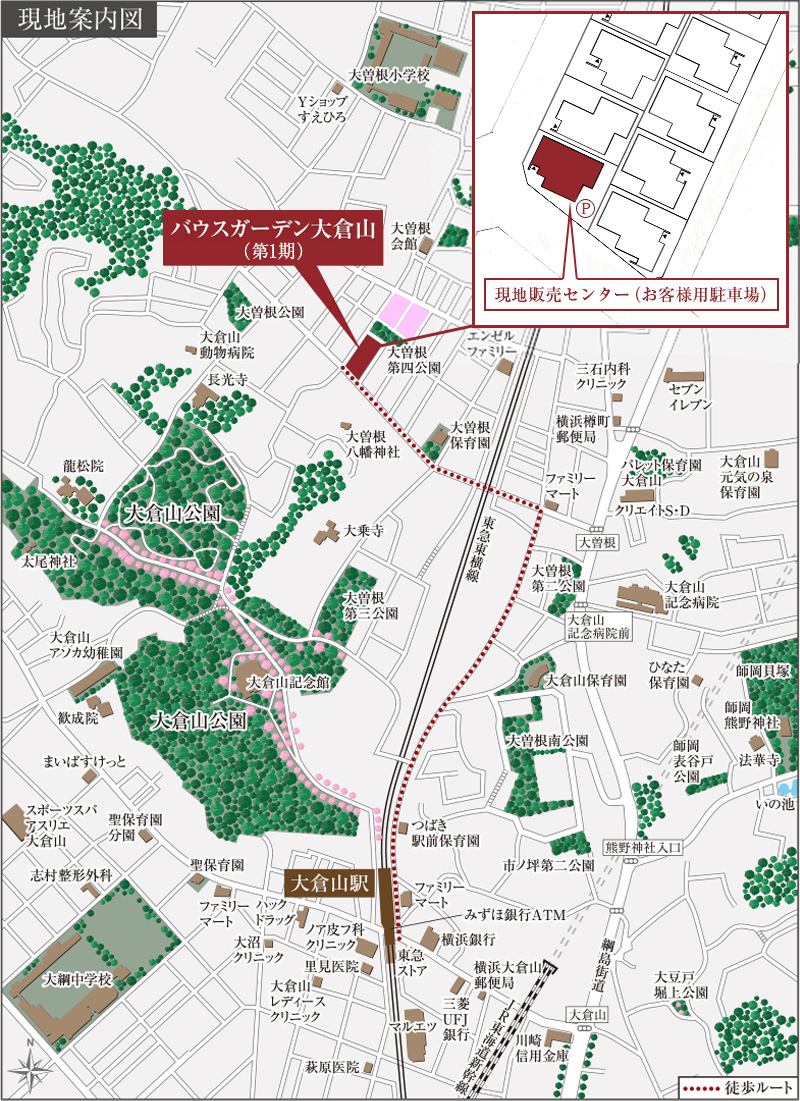 現地案内図
大曽根小学校
Yショップ
すえひろ
バウスガーデン大倉山
（第1期）
大曽根
会館
P
現地販売センター（お客様用駐車場）
大曽根公園
大倉山
動物病院
大曽根
第四公園
エンゼル
ファミリー
長光寺
三石内科
クリニック
セブン
イレブン
大曽根
八幡神社
大曽根
保育園
横浜樽町
郵便局
龍松院
ファミリー
マート
パレット保育園
大倉山
大倉山
元気の泉
保育園
クリエイトS・D
大倉山公園
大乗寺
東急東横線
大曽根
太尾神社
大曽根
第二公園
大倉山
記念病院
大曽根
第三公園
大倉山
記念病院前
大倉山
アソカ幼稚園
大倉山記念館
大倉山保育園
ひなた
保育園
師岡貝塚
歓成院
大倉山公園
師岡
熊野神社
大曽根南公園
師岡
表谷戸
公園
法華寺
まいばすけっと
いの池
スポーツスパ
アスリエ
大倉山
聖保育園
分園
つばき
駅前保育園
市ノ坪第二公園
熊野神社入口
志村整形外科
聖保育園
大倉山駅
ファミリー
マート
ハック
ドラッグ
ファミリー
マート
みずほ銀行ATM
ノア皮フ科
クリニック
横浜銀行
大沼
クリニック
里見医院
東急
ストア
横浜大倉山
郵便局
綱島街道
大綱中学校
大倉山
レディース
クリニック
大豆戸
堀上公園
三菱
UFJ
銀行
JR東海道新幹線
マルエツ
大倉山
川崎
信用金庫
萩原医院
N
徒歩ルート